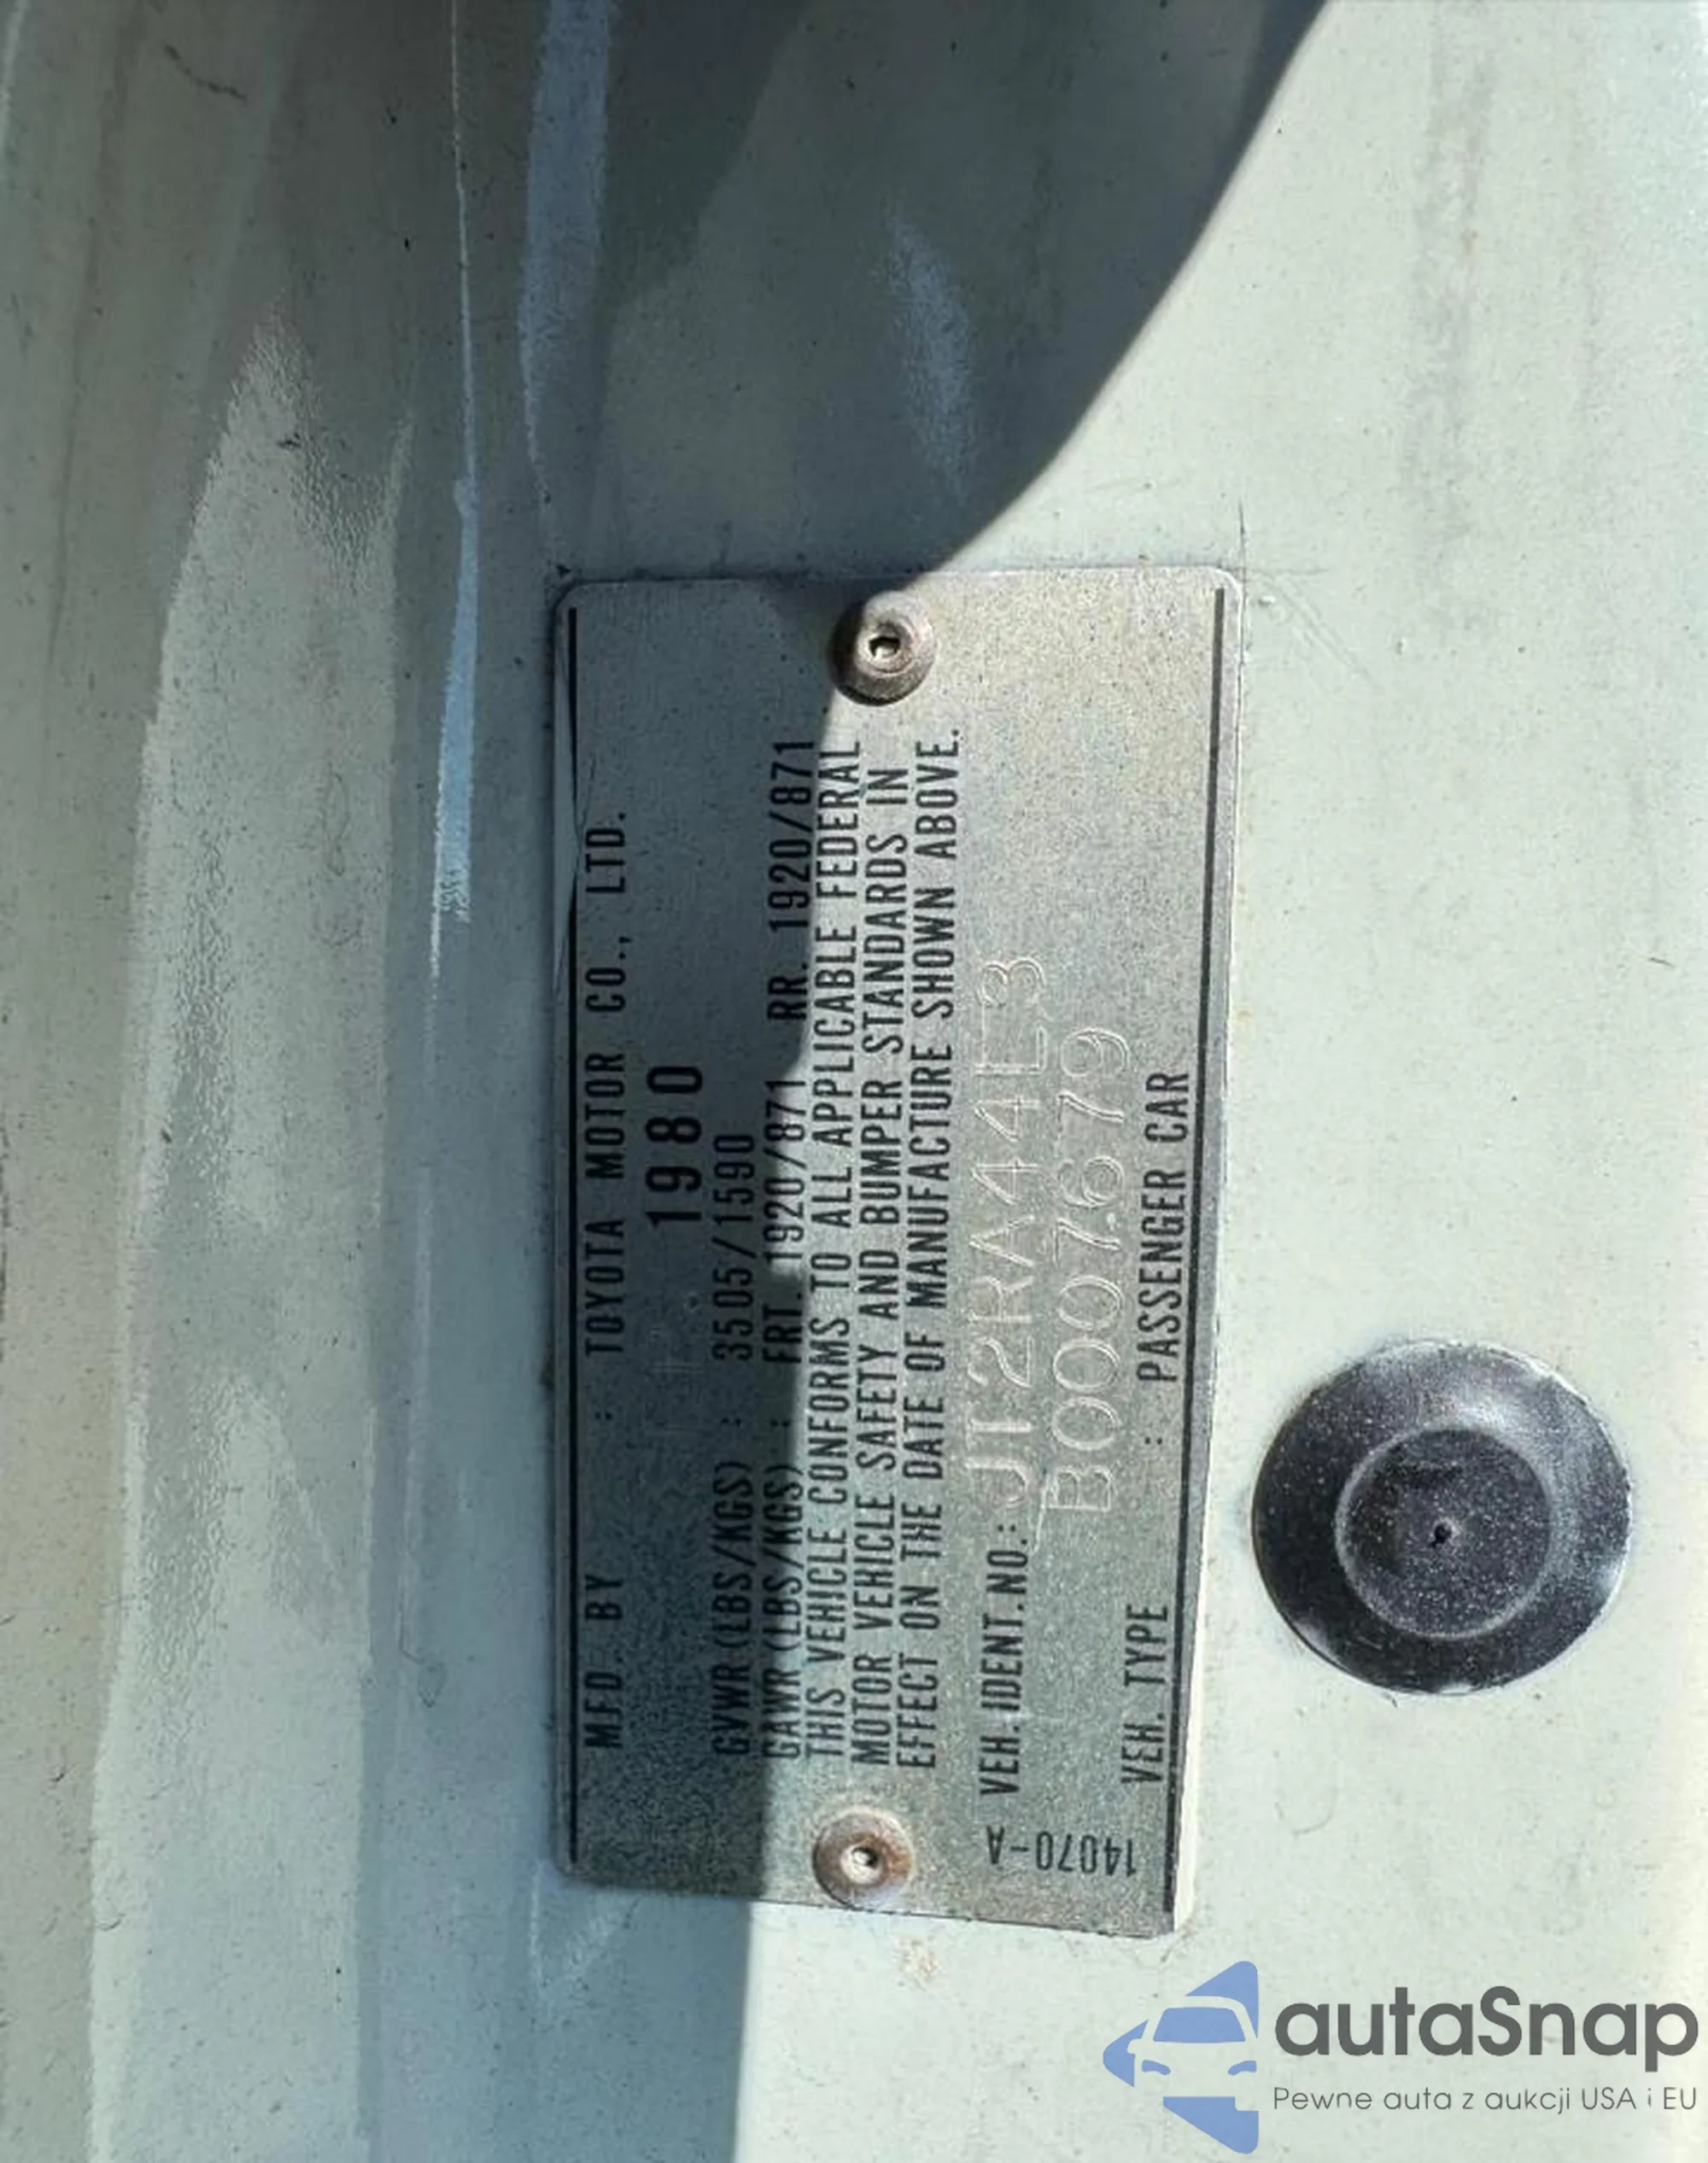 MFD. BY : TOYOTA MOTOR CO., LTD.
1980
GVWR (LBS/KGS) : 3505/1590
GAWR (LBS/KGS) : FRT. 1920/871 RR. 1920/871
THIS VEHICLE CONFORMS TO ALL APPLICABLE FEDERAL
MOTOR VEHICLE SAFETY AND BUMPER STANDARDS IN
EFFECT ON THE DATE OF MANUFACTURE SHOWN ABOVE.
VEH. IDENT. NO.: JT2RA44L3
B0007679
VEH. TYPE : PASSENGER CAR
14070-A
autaSnap
Pewne auta z aukcji USA i EU